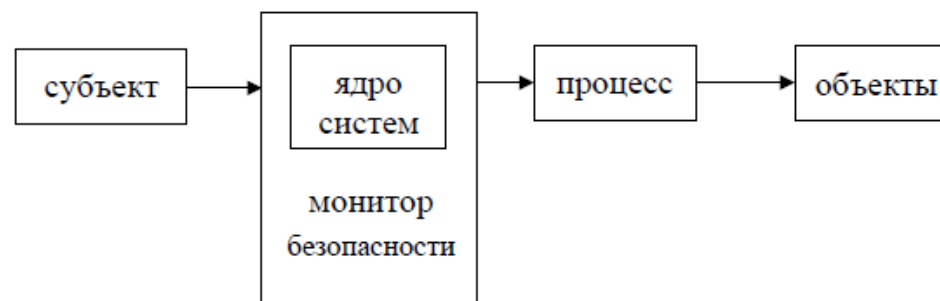 субъект
ядро
систем
монитор
безопасности
процесс
объекты